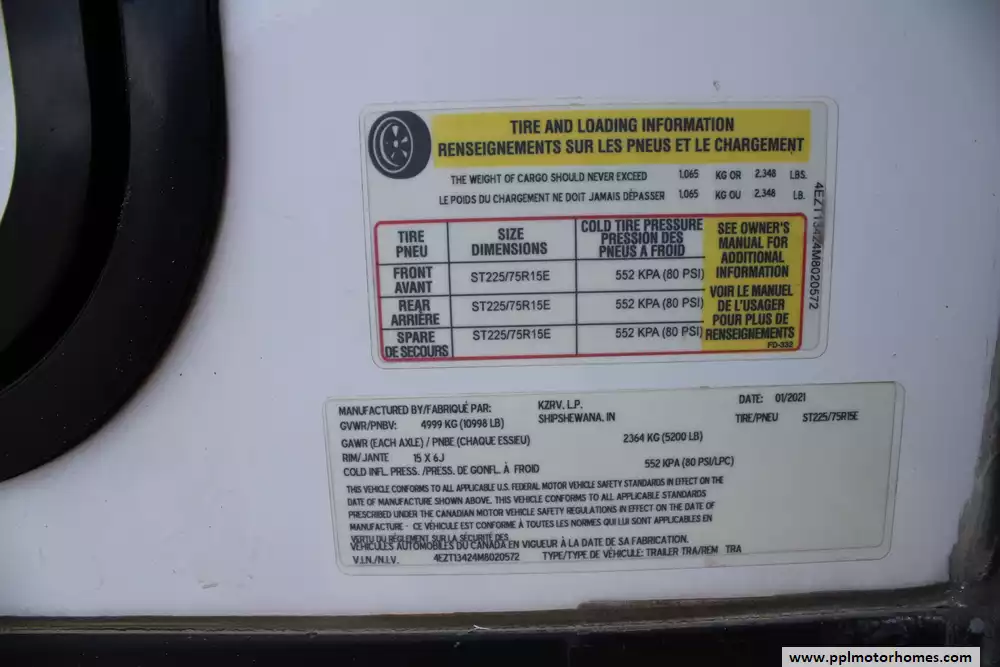 TIRE AND LOADING INFORMATION
RENSEIGNEMENTS SUR LES PNEUS ET LE CHARGEMENT
THE WEIGHT OF CARGO SHOULD NEVER EXCEED 1,065 KG OR 2,348 LBS.
LE POIDS DU CHARGEMENT NE DOIT JAMAIS DÉPASSER 1,065 KG OU 2,348 LB.
TIRE PNEU
SIZE DIMENSIONS
COLD TIRE PRESSURE
PRESSION DES
PNEUS A FROID
FRONT AVANT ST225/75R15E 552 KPA (80 PSI)
REAR ARRIÈRE ST225/75R15E 552 KPA (80 PSI)
SPARE DE SECOURS ST225/75R15E 552 KPA (80 PSI)
SEE OWNER'S
MANUAL FOR
ADDITIONAL
INFORMATION
VOIR LE MANUEL
DE L'USAGER
POUR PLUS DE
RENSEIGNEMENTS
FD-332
4EZT13424M8020572
MANUFACTURED BY/FABRIQUÉ PAR: KZRV, L.P. DATE: 01/2021
GVWR/PNBV: 4999 KG (10998 LB) SHIPSHEWANA, IN TIRE/PNEU ST225/75R15E
GAWR (EACH AXLE) / PNBE (CHAQUE ESSIEU) 2364 KG (5200 LB)
RIM/JANTE 15 X 6J
COLD INFL. PRESS. /PRESS. DE GONFL. À FROID 552 KPA (80 PSI/LPC)
THIS VEHICLE CONFORMS TO ALL APPLICABLE U.S. FEDERAL MOTOR VEHICLE SAFETY STANDARDS IN EFFECT ON THE
DATE OF MANUFACTURE SHOWN ABOVE. THIS VEHICLE CONFORMS TO ALL APPLICABLE STANDARDS
PRESCRIBED UNDER THE CANADIAN MOTOR VEHICLE SAFETY REGULATIONS IN EFFECT ON THE DATE OF
MANUFACTURE - CE VÉHICULE EST CONFORME À TOUTES LES NORMES QUI LUI SONT APPLICABLES EN
VERTU DU RÈGLEMENT SUR LA SÉCURITÉ DES
VÉHICULES AUTOMOBILES DU CANADA EN VIGUEUR À LA DATE DE SA FABRICATION.
V.I.N./N.I.V. 4EZT13424M8020572 TYPE/TYPE DE VÉHICULE: TRAILER TRA/REM TRA
www.pplmotorhomes.com